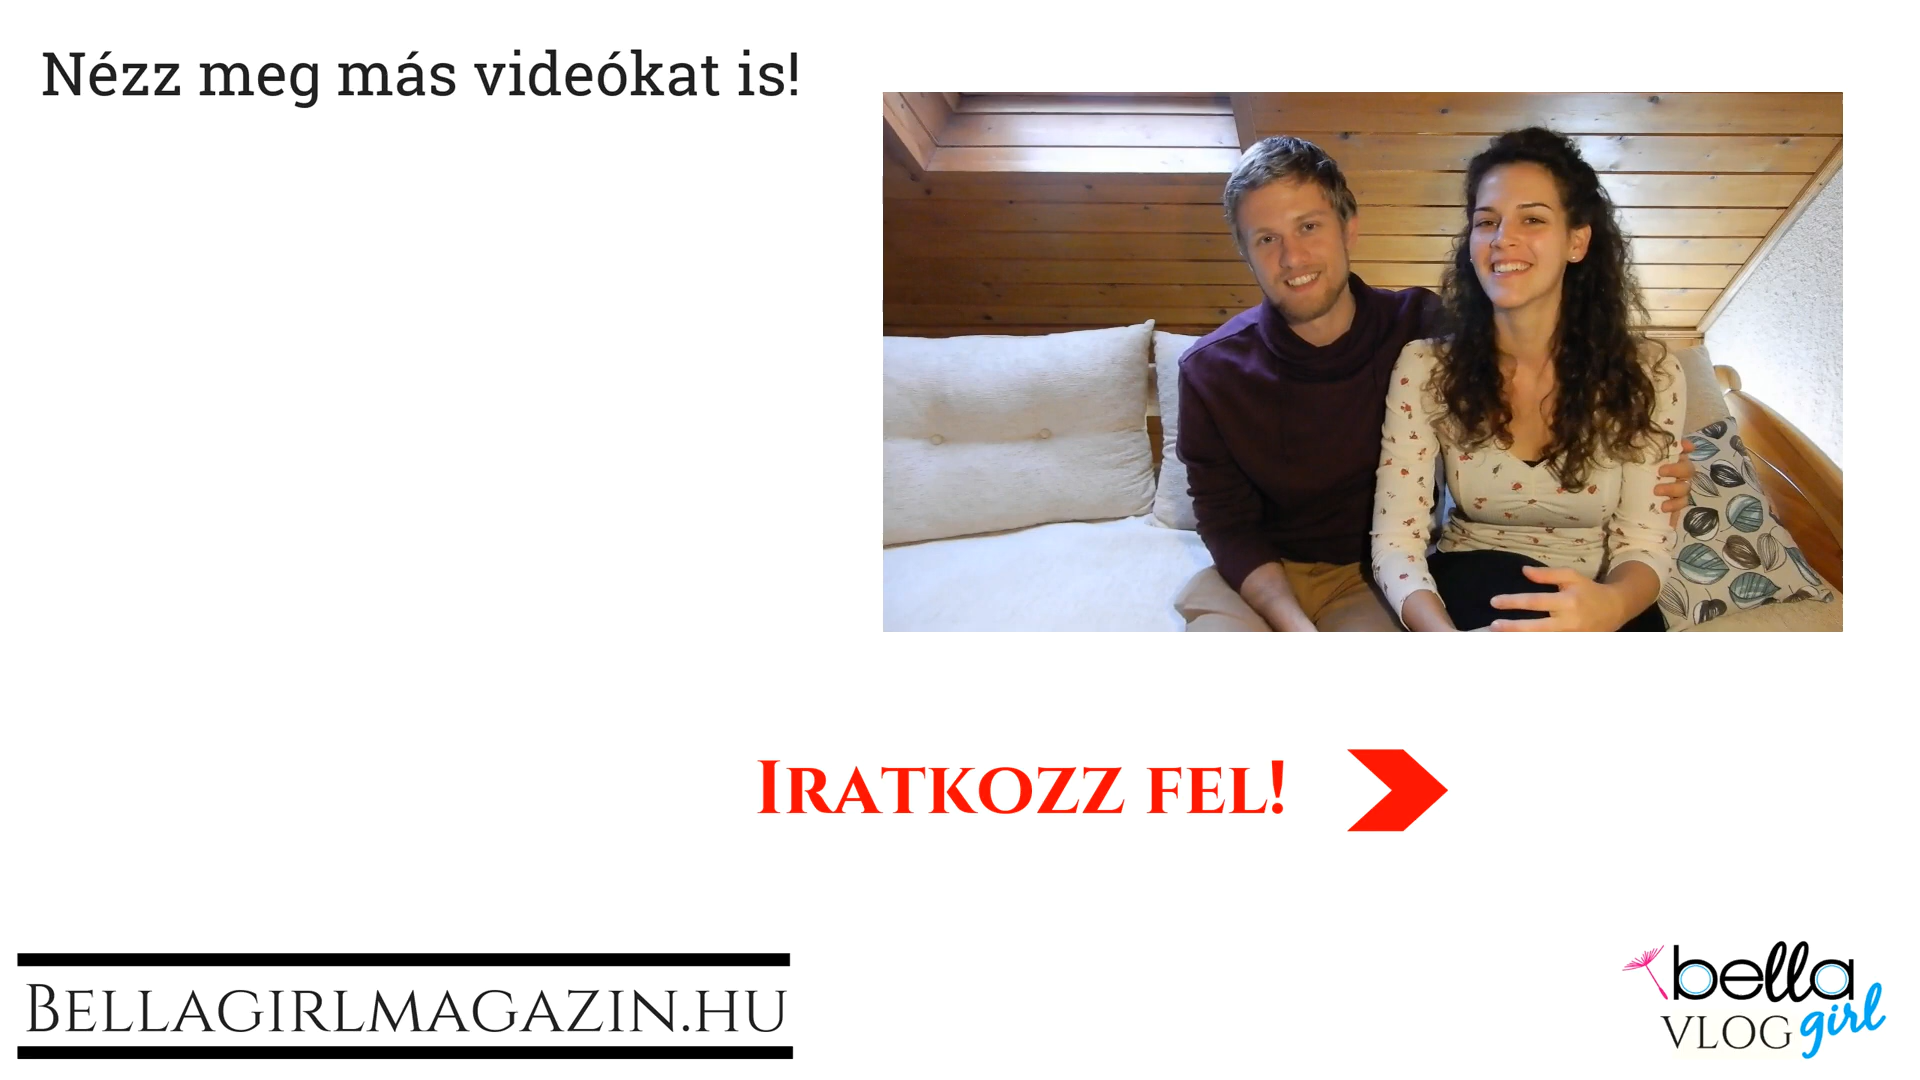 Nézz meg más videókat is!
Iratkozz fel!
Bellagirlmagazin.hu
bella
VLOG girl